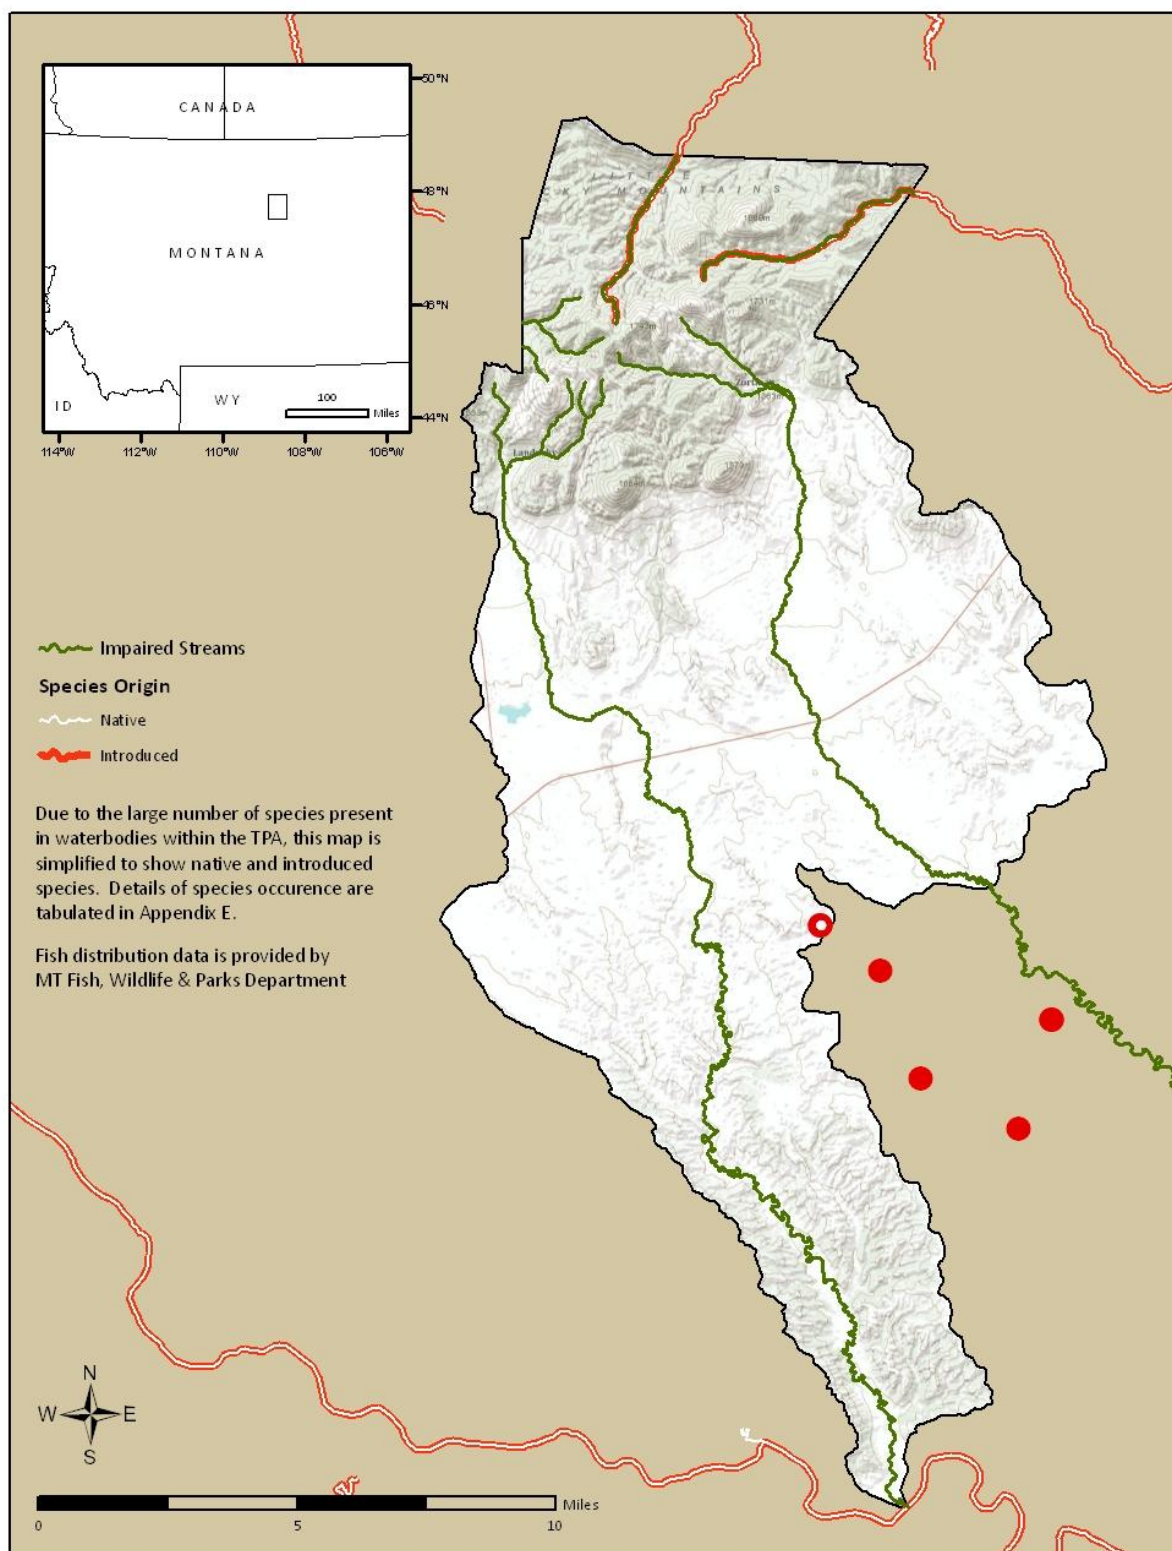 CANADA
MONTANA
ID
WY
100
Miles
50°N
48°N
46°N
44°N
114°W
112°W
110°W
108°W
106°W
LITTLE
CKY MOUNTAINS
Impaired Streams
Species Origin
Native
Introduced
Due to the large number of species present
in waterbodies within the TPA, this map is
simplified to show native and introduced
species. Details of species occurence are
tabulated in Appendix E.
Fish distribution data is provided by
MT Fish, Wildlife & Parks Department
N
W
E
S
Miles
0
5
10